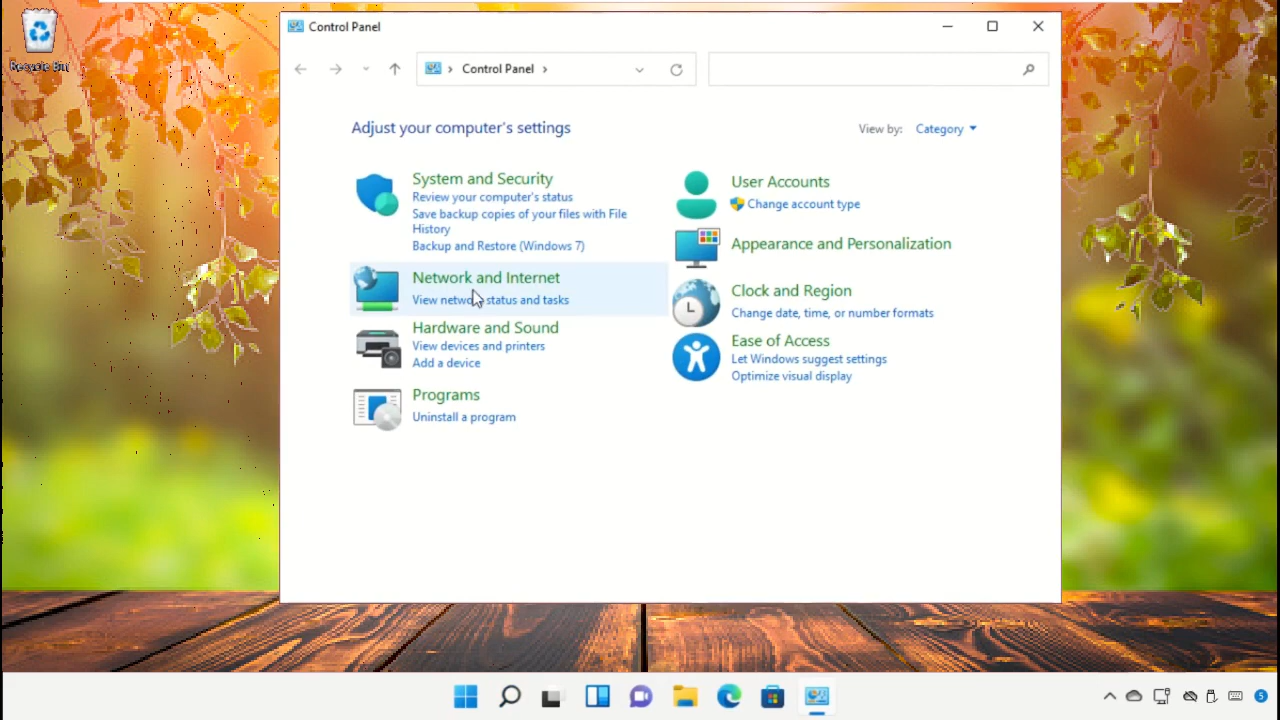 Recycle Bin
Control Panel
Control Panel
Adjust your computer's settings
View by: Category
System and Security
Review your computer's status
Save backup copies of your files with File
History
Backup and Restore (Windows 7)
Network and Internet
View network status and tasks
Hardware and Sound
View devices and printers
Add a device
Programs
Uninstall a program
User Accounts
Change account type
Appearance and Personalization
Clock and Region
Change date, time, or number formats
Ease of Access
Let Windows suggest settings
Optimize visual display
5